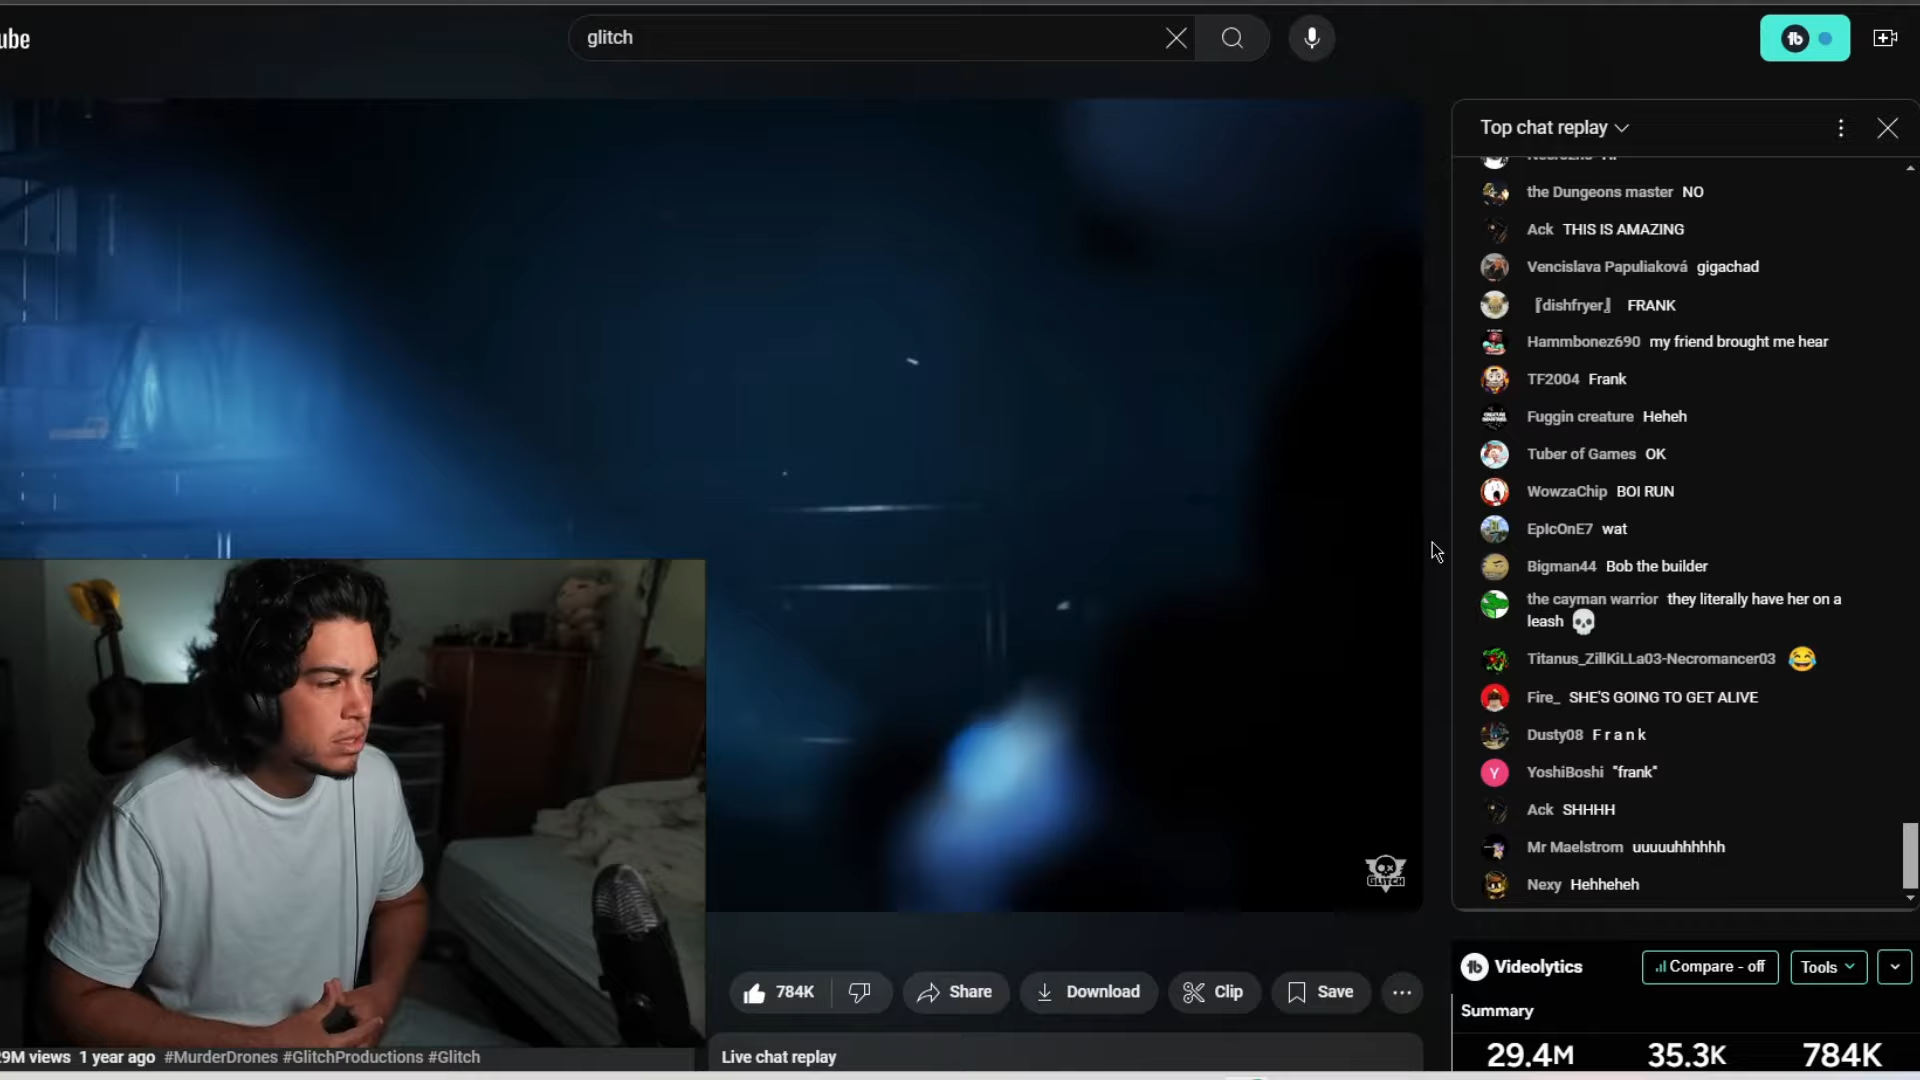 ube
glitch
Top chat replay
the Dungeons master NO
Ack THIS IS AMAZING
Vencislava Papuliaková gigachad
『dishfryer』 FRANK
Hammbonez690 my friend brought me hear
TF2004 Frank
Fuggin creature Heheh
Tuber of Games OK
WowzaChip BOI RUN
EpIcOnE7 wat
Bigman44 Bob the builder
the cayman warrior they literally have her on a
leash 💀
Titanus_ZillKiLLa03-Necromancer03 😂
Fire_ SHE'S GOING TO GET ALIVE
Dusty08 F r a n k
Y YoshiBoshi "frank"
Ack SHHHH
Mr Maelstrom uuuuuhhhhhh
Nexy Hehheheh
GLITCH
784K
Share
Download
Clip
Save
29M views 1 year ago #MurderDrones #GlitchProductions #Glitch
Live chat replay
Videolytics
Compare - off
Tools
Summary
29.4M 35.3K 784K